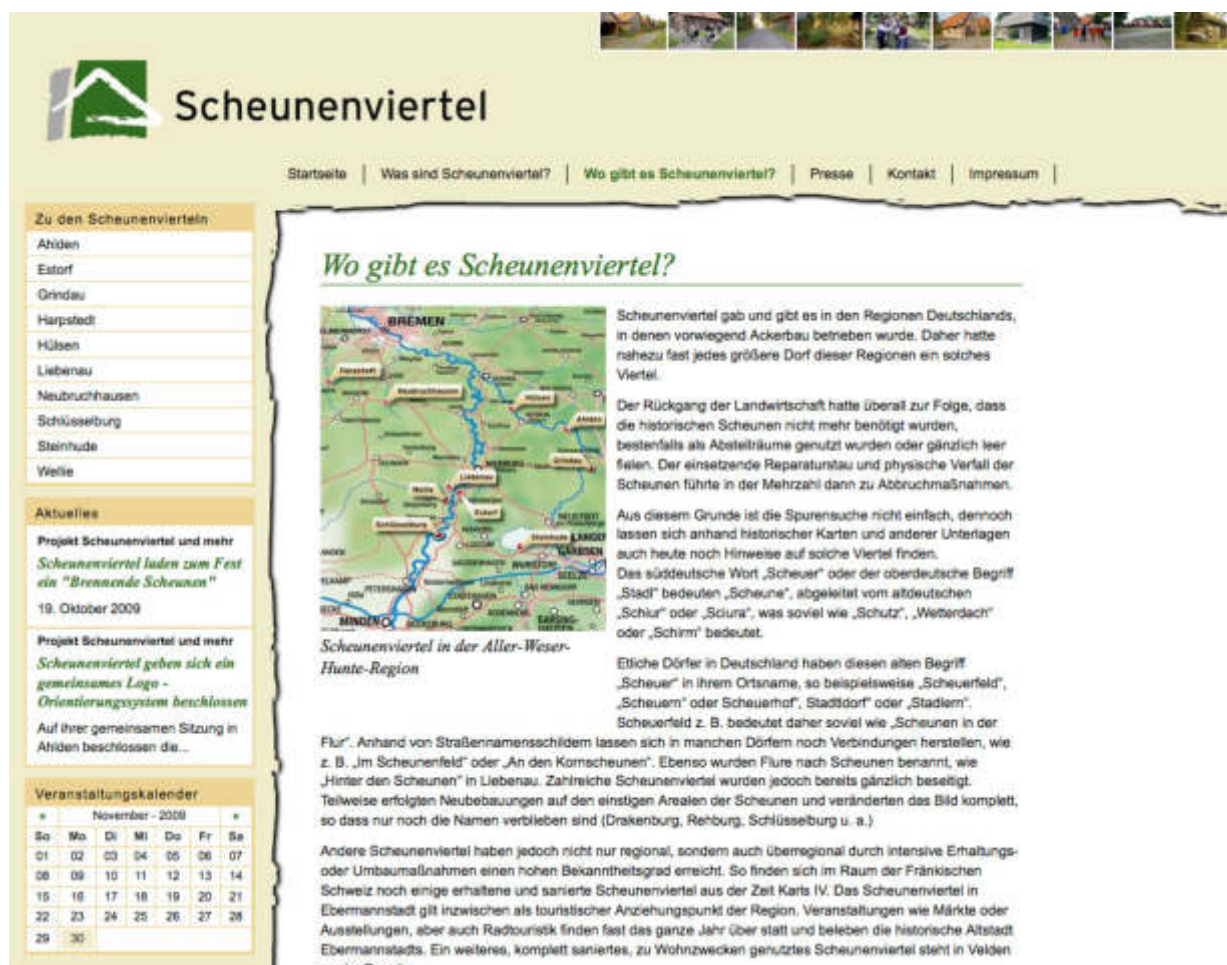 Scheunenviertel
Startseite | Was sind Scheunenviertel? | Wo gibt es Scheunenviertel? | Presse | Kontakt | Impressum |
Zu den Scheunenvierteln
Ahlden
Estorf
Grindau
Harpstedt
Hülsen
Liebenau
Neubruchhausen
Schlüsselburg
Steinhude
Wellie
Aktuelles
Projekt Scheunenviertel und mehr
Scheunenviertel laden zum Fest
ein "Brennende Scheunen"
19. Oktober 2009
Projekt Scheunenviertel und mehr
Scheunenviertel geben sich ein
gemeinsames Logo -
Orientierungssystem beschlossen
Auf ihrer gemeinsamen Sitzung in
Ahlden beschlossen die...
Veranstaltungskalender
« November - 2009 »
So Mo Di Mi Do Fr Sa
01 02 03 04 05 06 07
08 09 10 11 12 13 14
15 16 17 18 19 20 21
22 23 24 25 26 27 28
29 30
Wo gibt es Scheunenviertel?
BREMEN
Harpstedt
Neubruchhausen
Hülsen
Ahlden
Grindau
Liebenau
Estorf
Schlüsselburg
Steinhude
GARBSEN
WUNSTORF
SEELZE
PETERSHAGEN
MINDEN
Scheunenviertel in der Aller-Weser-
Hunte-Region
Scheunenviertel gab und gibt es in den Regionen Deutschlands,
in denen vorwiegend Ackerbau betrieben wurde. Daher hatte
nahezu fast jedes größere Dorf dieser Regionen ein solches
Viertel.
Der Rückgang der Landwirtschaft hatte überall zur Folge, dass
die historischen Scheunen nicht mehr benötigt wurden,
bestenfalls als Abstellräume genutzt wurden oder gänzlich leer
fielen. Der einsetzende Reparaturstau und physische Verfall der
Scheunen führte in der Mehrzahl dann zu Abbruchmaßnahmen.
Aus diesem Grunde ist die Spurensuche nicht einfach, dennoch
lassen sich anhand historischer Karten und anderer Unterlagen
auch heute noch Hinweise auf solche Viertel finden.
Das süddeutsche Wort „Scheuer" oder der oberdeutsche Begriff
„Stadl" bedeuten „Scheune", abgeleitet vom altdeutschen
„Schiur" oder „Sciura", was soviel wie „Schutz", „Wetterdach"
oder „Schirm" bedeutet.
Etliche Dörfer in Deutschland haben diesen alten Begriff
„Scheuer" in ihrem Ortsname, so beispielsweise „Scheuerfeld",
„Scheuern" oder Scheuerhof", Stadtldorf" oder „Stadlern".
Scheuerfeld z. B. bedeutet daher soviel wie „Scheunen in der
Flur". Anhand von Straßennamensschildern lassen sich in manchen Dörfern noch Verbindungen herstellen, wie
z. B. „Im Scheunenfeld" oder „An den Kornscheunen". Ebenso wurden Flure nach Scheunen benannt, wie
„Hinter den Scheunen" in Liebenau. Zahlreiche Scheunenviertel wurden jedoch bereits gänzlich beseitigt.
Teilweise erfolgten Neubebauungen auf den einstigen Arealen der Scheunen und veränderten das Bild komplett,
so dass nur noch die Namen verblieben sind (Drakenburg, Rehburg, Schlüsselburg u. a.)
Andere Scheunenviertel haben jedoch nicht nur regional, sondern auch überregional durch intensive Erhaltungs-
oder Umbaumaßnahmen einen hohen Bekanntheitsgrad erreicht. So finden sich im Raum der Fränkischen
Schweiz noch einige erhaltene und sanierte Scheunenviertel aus der Zeit Karls IV. Das Scheunenviertel in
Ebermannstadt gilt inzwischen als touristischer Anziehungspunkt der Region. Veranstaltungen wie Märkte oder
Ausstellungen, aber auch Radtouristik finden fast das ganze Jahr über statt und beleben die historische Altstadt
Ebermannstadts. Ein weiteres, komplett saniertes, zu Wohnzwecken genutztes Scheunenviertel steht in Velden